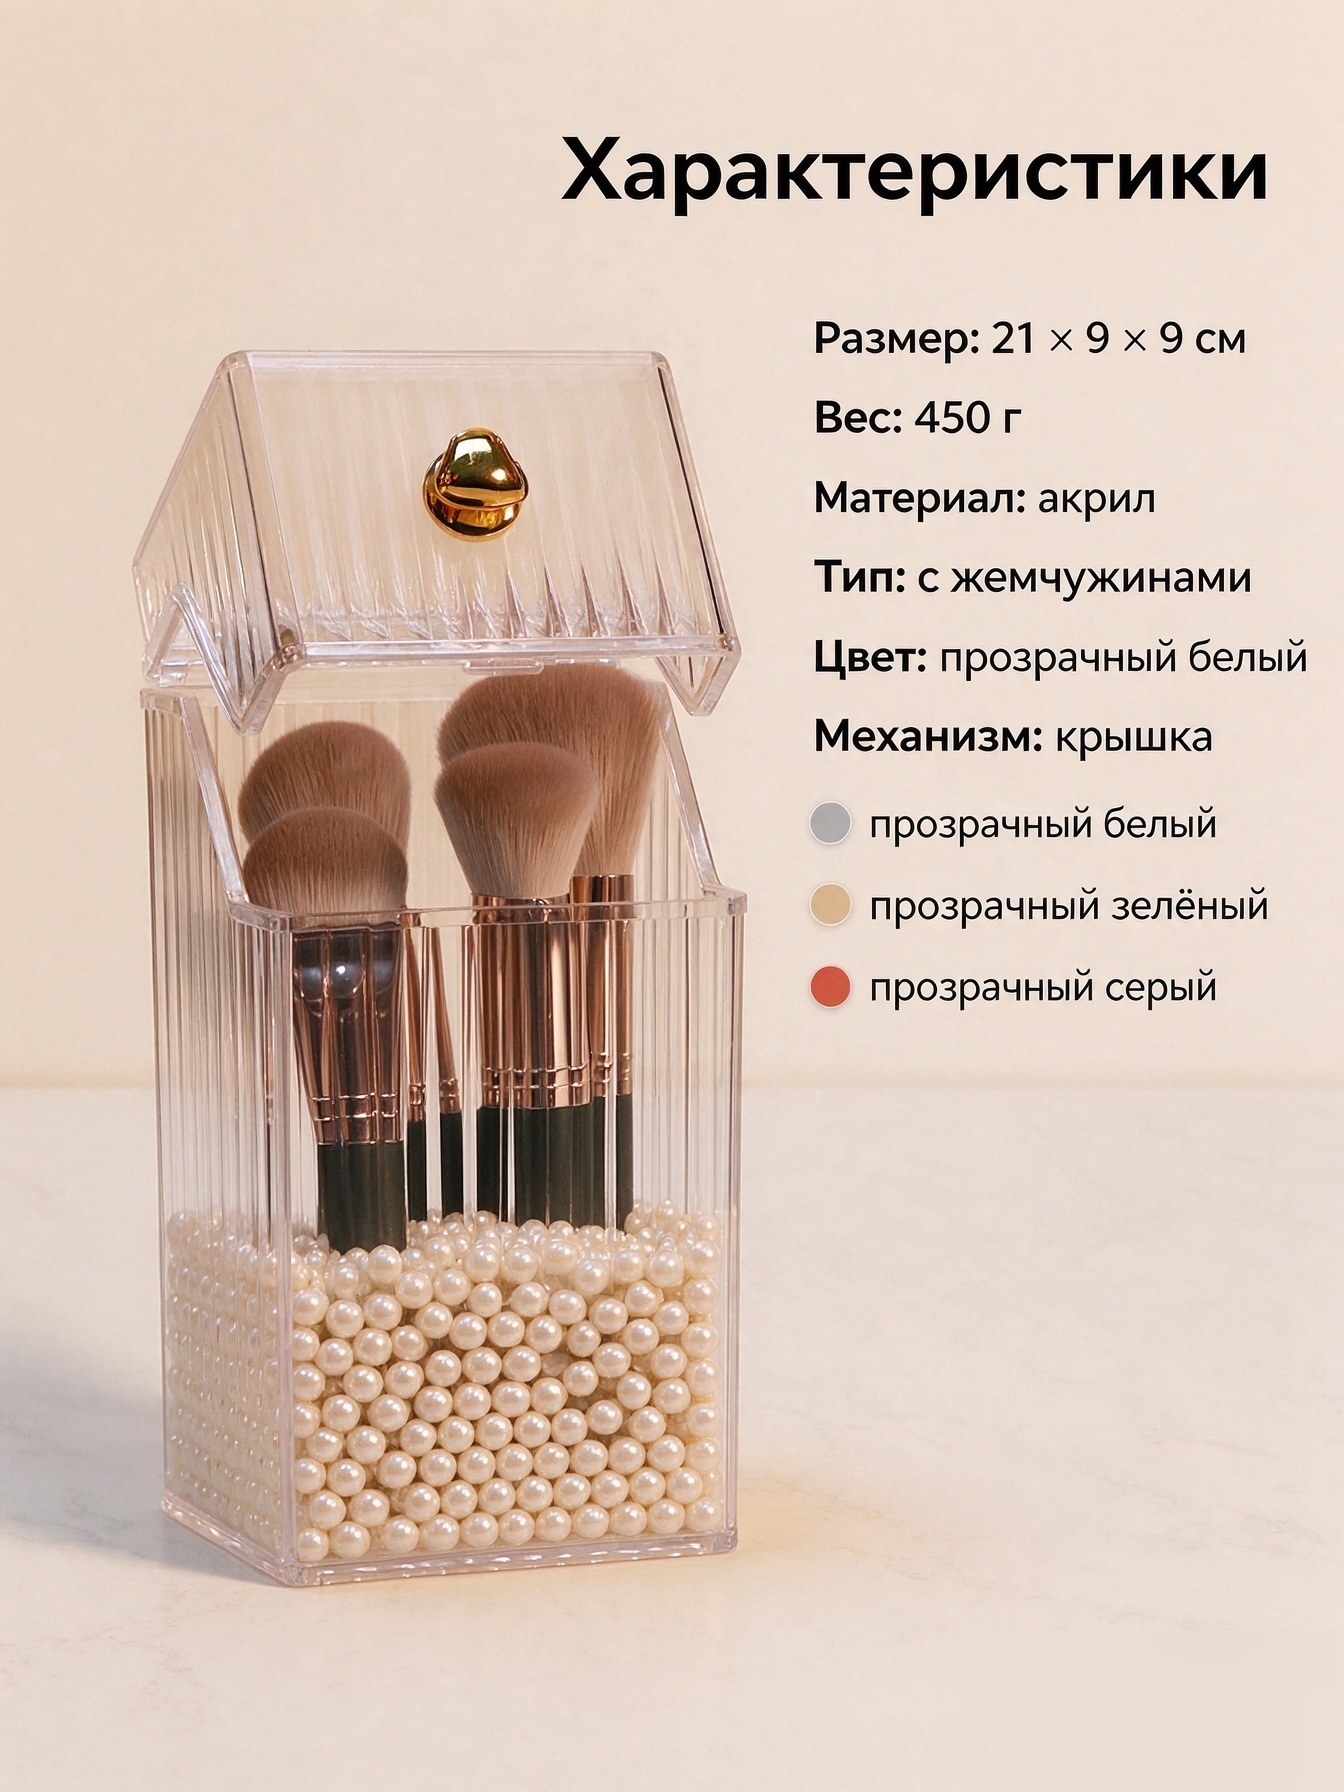 Характеристики
Размер: 21 × 9 × 9 см
Вес: 450 г
Материал: акрил
Тип: с жемчужинами
Цвет: прозрачный белый
Механизм: крышка
прозрачный белый
прозрачный зелёный
прозрачный серый